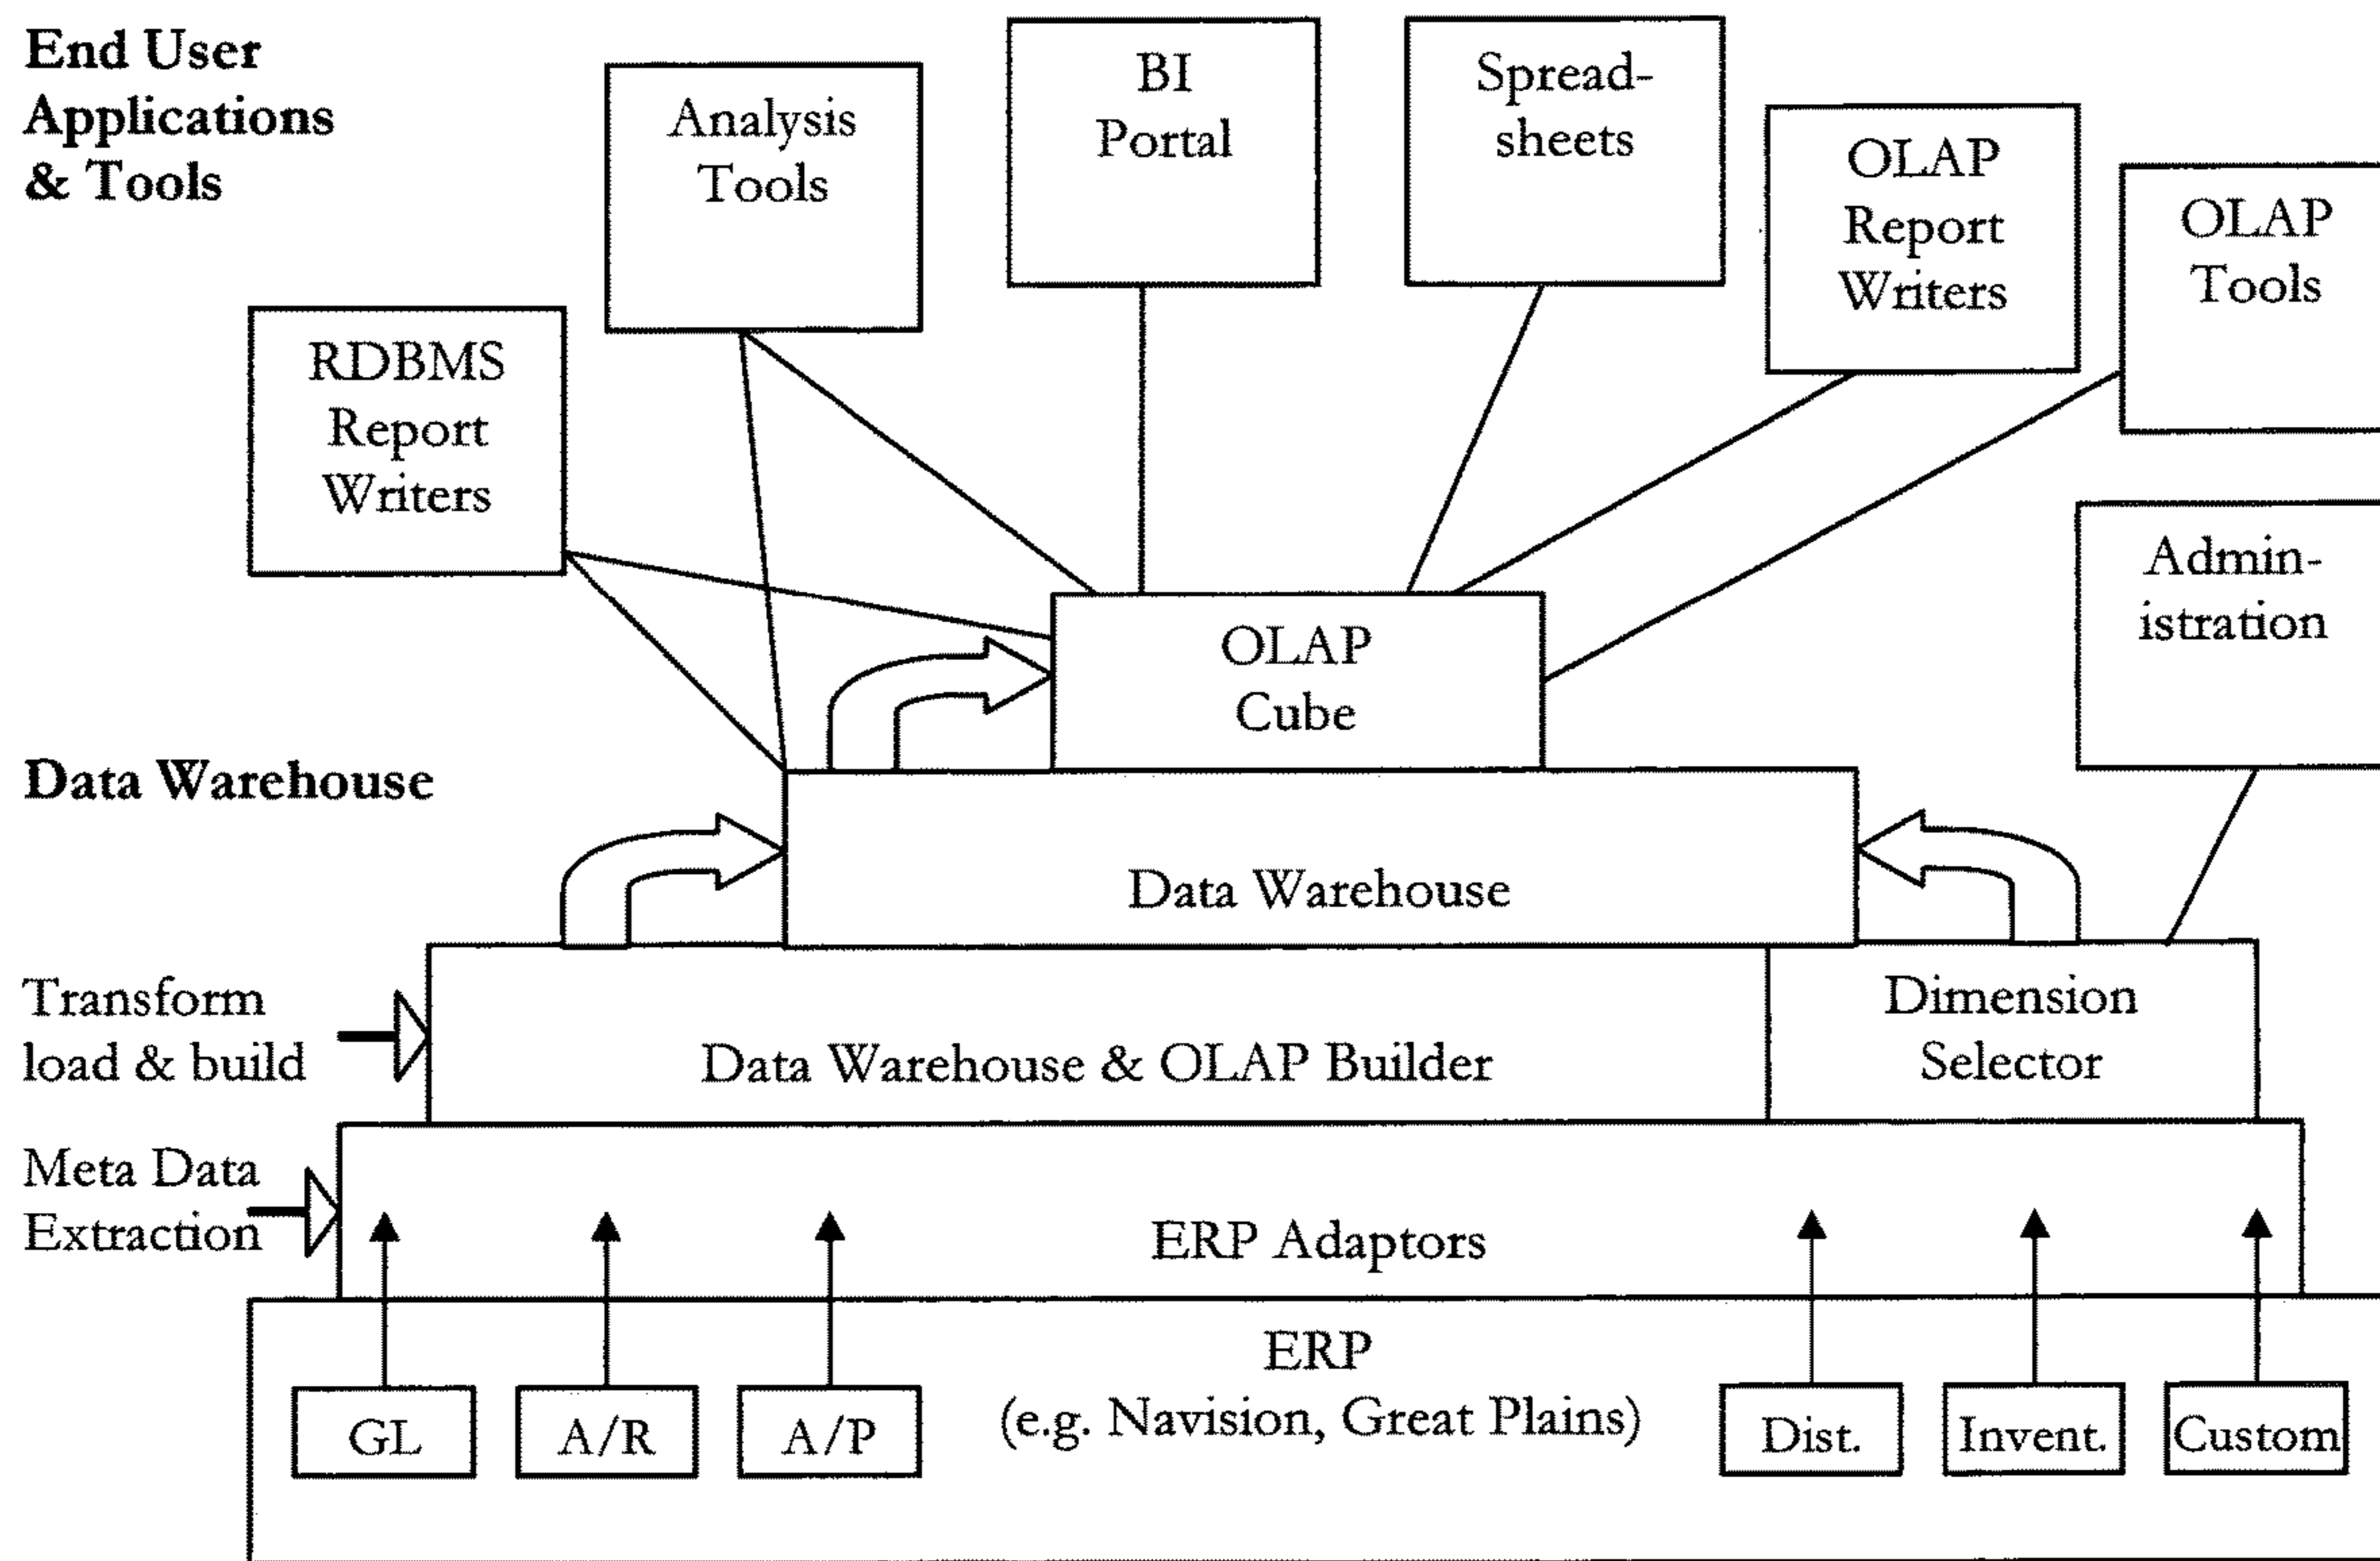 End User
Applications
& Tools
Analysis
Tools
BI
Portal
Spread-
sheets
OLAP
Report
Writers
OLAP
Tools
RDBMS
Report
Writers
Admin-
istration
OLAP
Cube
Data Warehouse
Data Warehouse
Transform
load & build
Data Warehouse & OLAP Builder
Dimension
Selector
Meta Data
Extraction
ERP Adaptors
ERP
(e.g. Navision, Great Plains)
GL
A/R
A/P
Dist.
Invent.
Custom